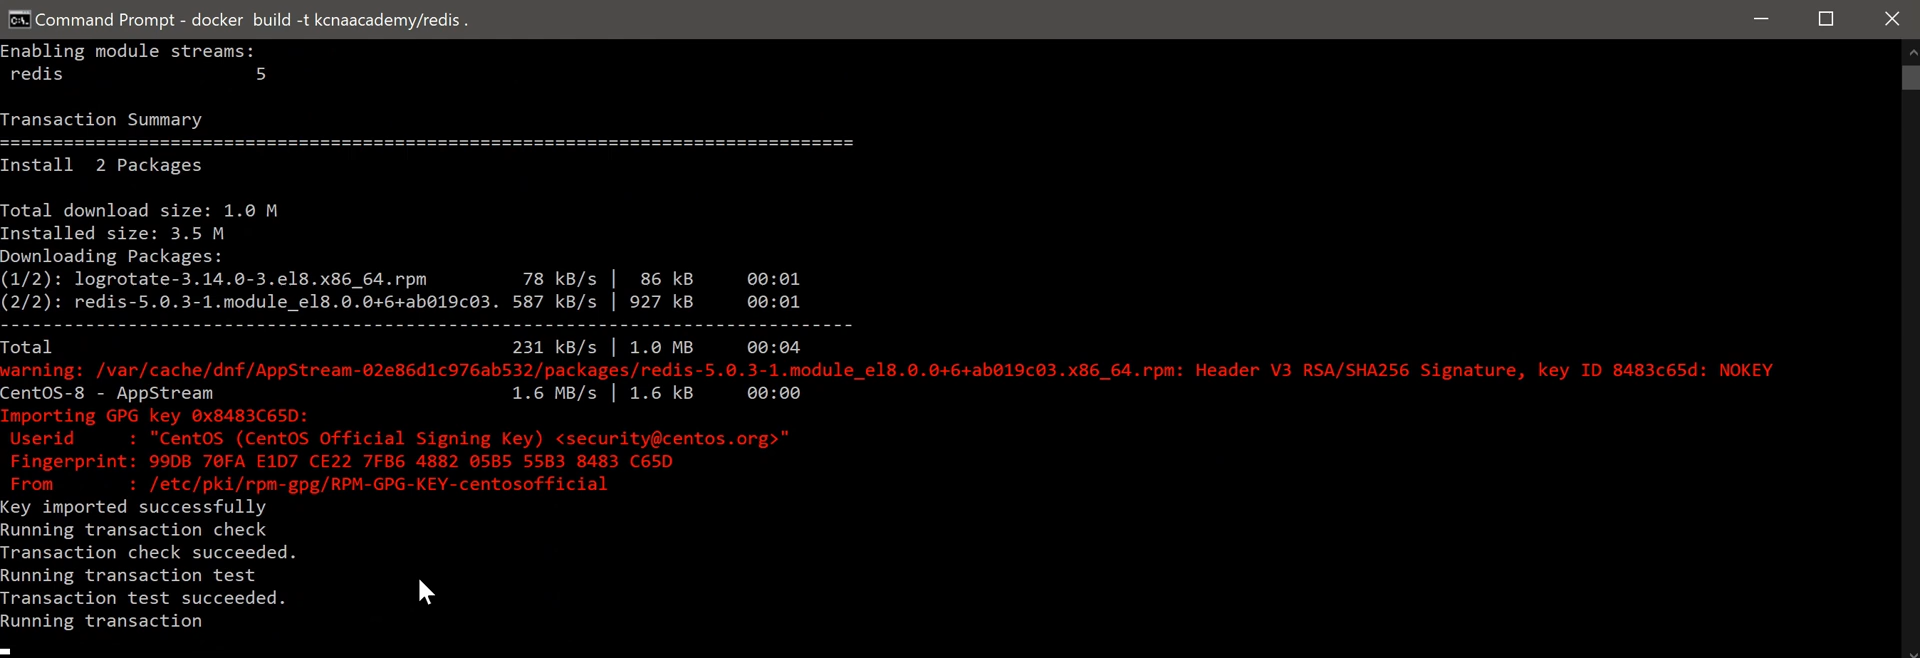 Command Prompt - docker  build -t kcnaacademy/redis .
Enabling module streams:
 redis                  5

Transaction Summary
================================================================================
Install  2 Packages

Total download size: 1.0 M
Installed size: 3.5 M
Downloading Packages:
(1/2): logrotate-3.14.0-3.el8.x86_64.rpm         78 kB/s |  86 kB     00:01
(2/2): redis-5.0.3-1.module_el8.0.0+6+ab019c03. 587 kB/s | 927 kB     00:01
--------------------------------------------------------------------------------
Total                                           231 kB/s | 1.0 MB     00:04
warning: /var/cache/dnf/AppStream-02e86d1c976ab532/packages/redis-5.0.3-1.module_el8.0.0+6+ab019c03.x86_64.rpm: Header V3 RSA/SHA256 Signature, key ID 8483c65d: NOKEY
CentOS-8 - AppStream                            1.6 MB/s | 1.6 kB     00:00
Importing GPG key 0x8483C65D:
 Userid     : "CentOS (CentOS Official Signing Key) <security@centos.org>"
 Fingerprint: 99DB 70FA E1D7 CE22 7FB6 4882 05B5 55B3 8483 C65D
 From       : /etc/pki/rpm-gpg/RPM-GPG-KEY-centosofficial
Key imported successfully
Running transaction check
Transaction check succeeded.
Running transaction test
Transaction test succeeded.
Running transaction